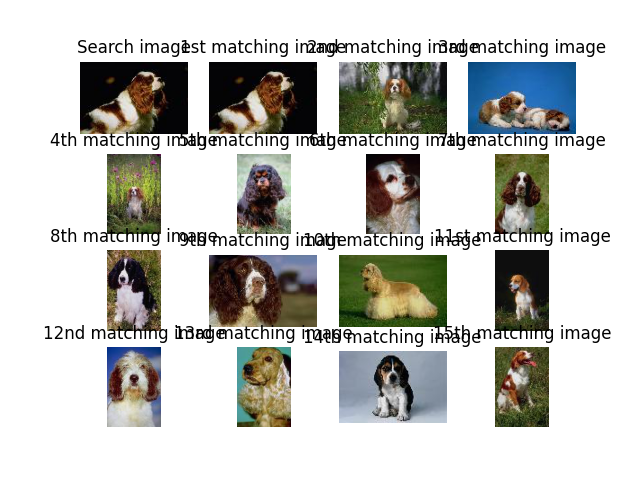 Search image
1st matching image
2nd matching image
3rd matching image
4th matching image
5th matching image
6th matching image
7th matching image
8th matching image
9th matching image
10th matching image
11st matching image
12nd matching image
13rd matching image
14th matching image
15th matching image